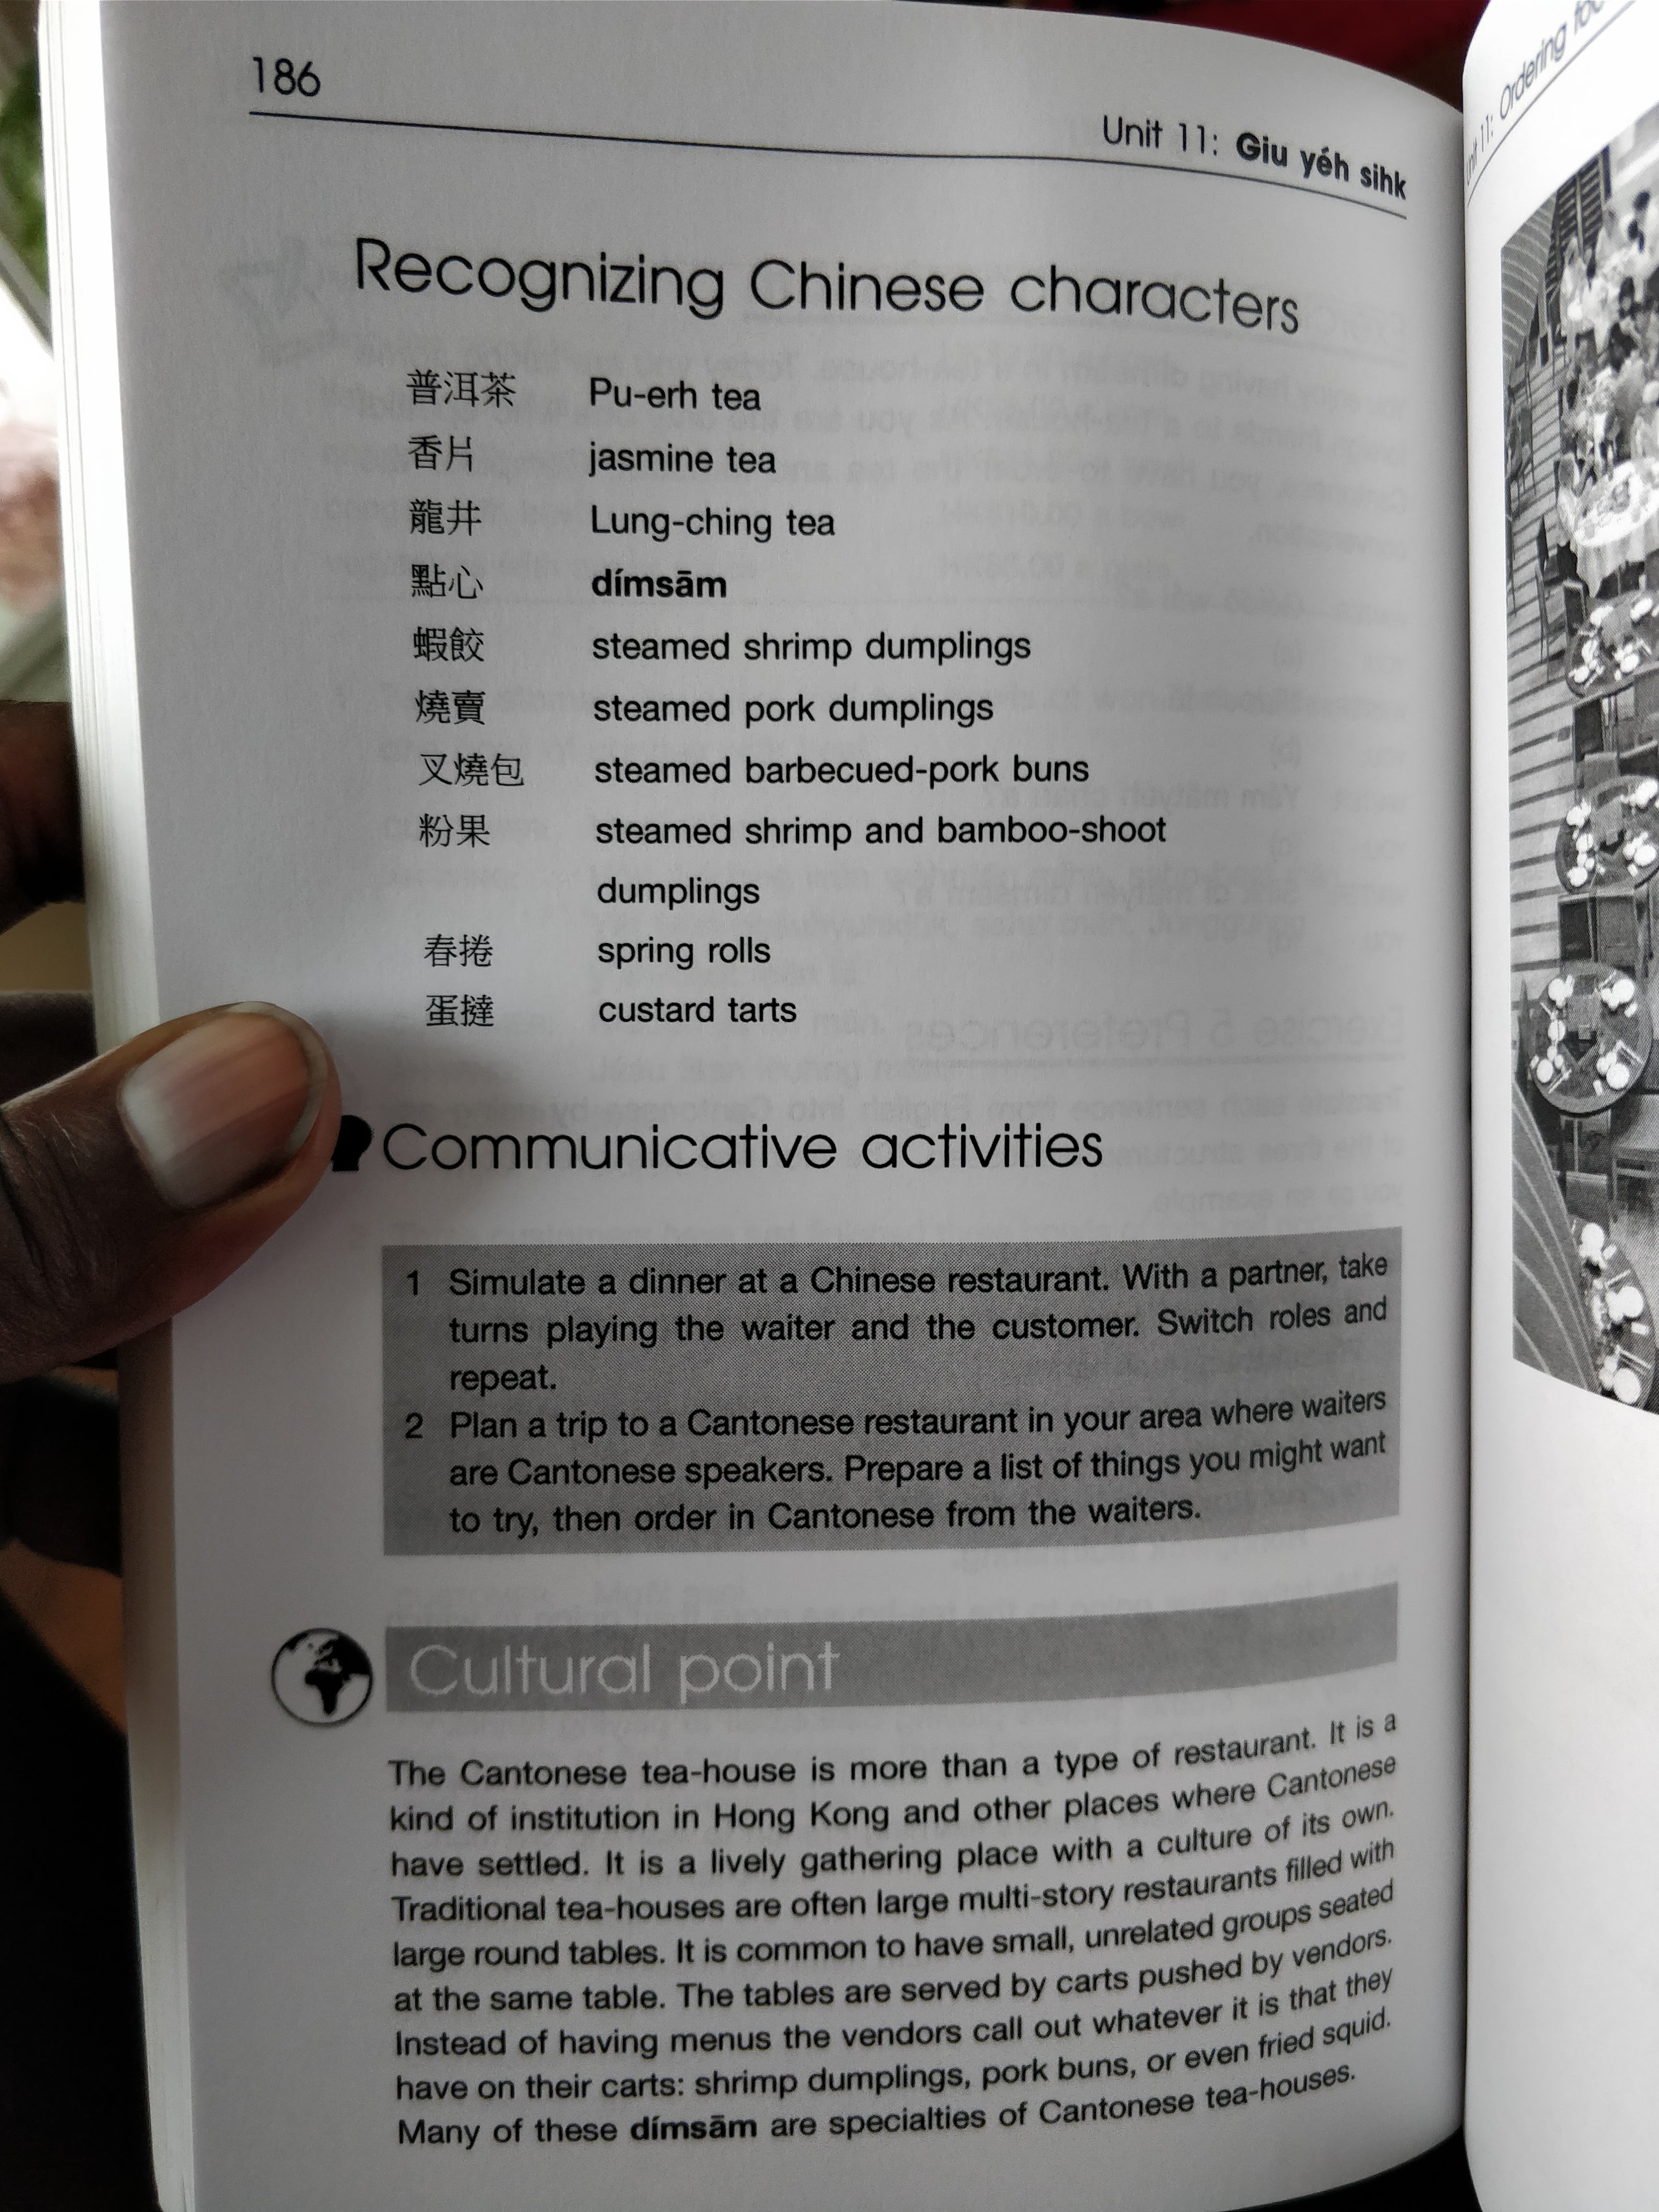 186
Unit 11: Giu yéh sihk
Recognizing Chinese characters
普洱茶 Pu-erh tea
香片 jasmine tea
龍井 Lung-ching tea
點心 dímsām
蝦餃 steamed shrimp dumplings
燒賣 steamed pork dumplings
叉燒包 steamed barbecued-pork buns
粉果 steamed shrimp and bamboo-shoot
dumplings
春捲 spring rolls
蛋撻 custard tarts
Communicative activities
1 Simulate a dinner at a Chinese restaurant. With a partner, take
turns playing the waiter and the customer. Switch roles and
repeat.
2 Plan a trip to a Cantonese restaurant in your area where waiters
are Cantonese speakers. Prepare a list of things you might want
to try, then order in Cantonese from the waiters.
Cultural point
The Cantonese tea-house is more than a type of restaurant. It is a
kind of institution in Hong Kong and other places where Cantonese
have settled. It is a lively gathering place with a culture of its own.
Traditional tea-houses are often large multi-story restaurants filled with
large round tables. It is common to have small, unrelated groups seated
at the same table. The tables are served by carts pushed by vendors.
Instead of having menus the vendors call out whatever it is that they
have on their carts: shrimp dumplings, pork buns, or even fried squid.
Many of these dímsām are specialties of Cantonese tea-houses.
11: Ordering